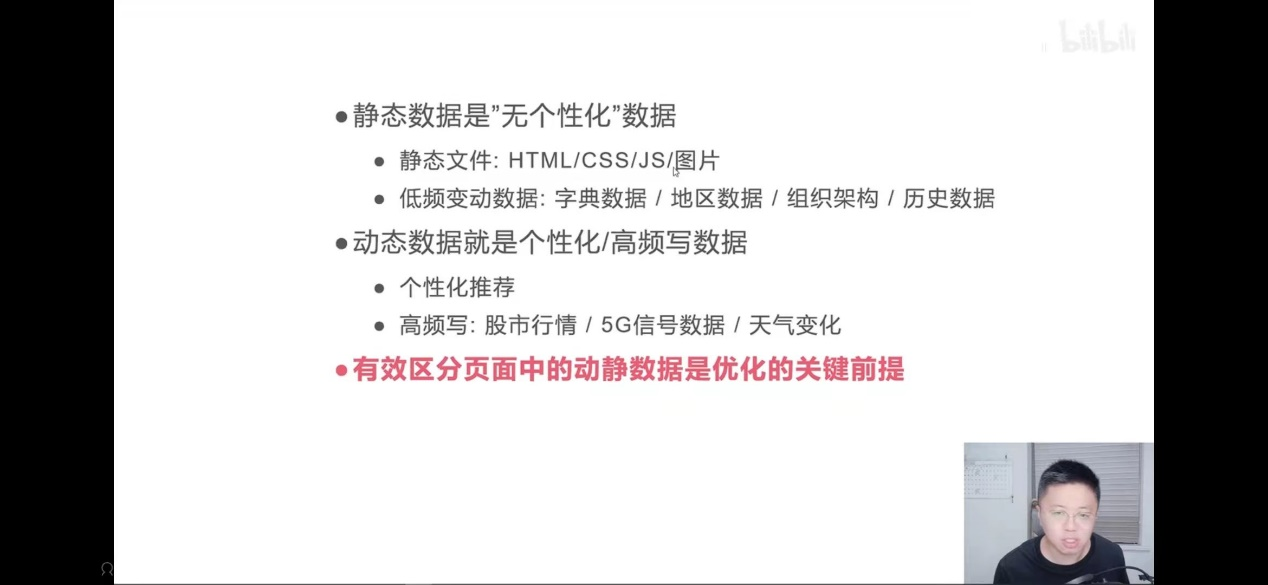 bilibili
●静态数据是”无个性化”数据
● 静态文件: HTML/CSS/JS/图片
● 低频变动数据: 字典数据 / 地区数据 / 组织架构 / 历史数据
●动态数据就是个性化/高频写数据
● 个性化推荐
● 高频写: 股市行情 / 5G信号数据 / 天气变化
●有效区分页面中的动静数据是优化的关键前提